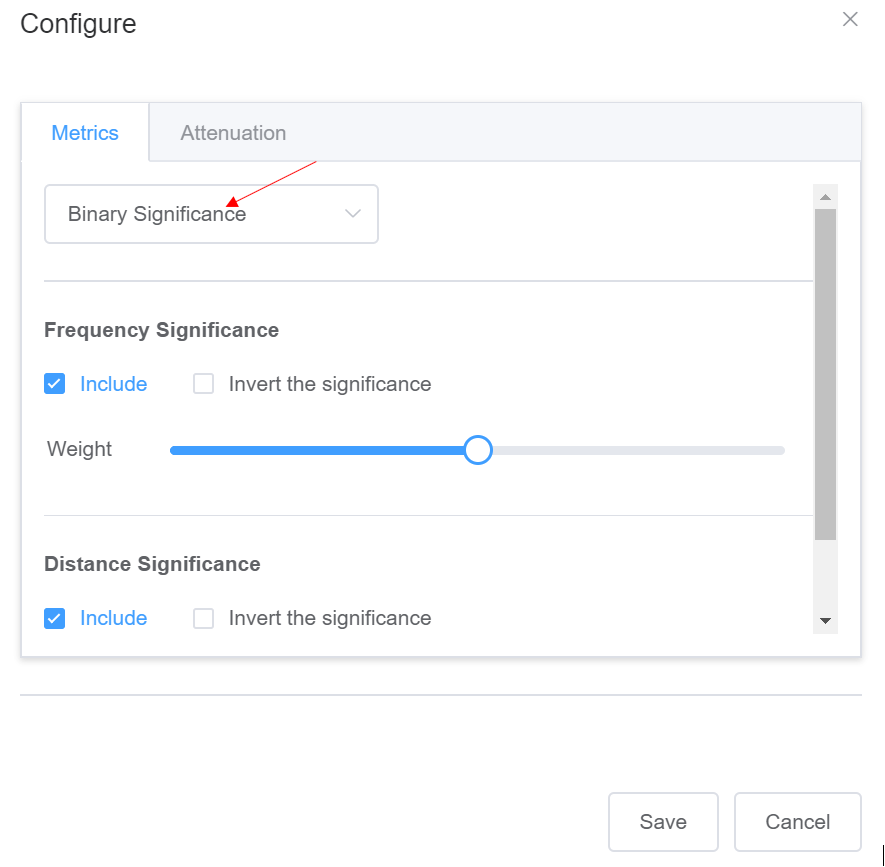 Configure
Metrics
Attenuation
Binary Significance
Frequency Significance
Include
Invert the significance
Weight
Distance Significance
Include
Invert the significance
Save
Cancel